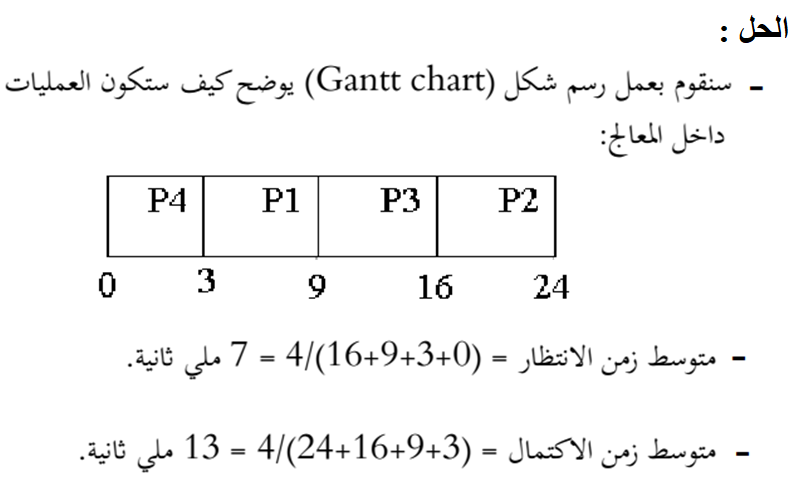 الحل :
- سنقوم بعمل رسم شكل (Gantt chart) يوضح كيف ستكون العمليات
داخل المعالج:
P4 P1 P3 P2
0 3 9 16 24
- متوسط زمن الانتظار = (0+3+9+16)/4 = 7 ملي ثانية.
- متوسط زمن الاكتمال = (3+9+16+24)/4 = 13 ملي ثانية.